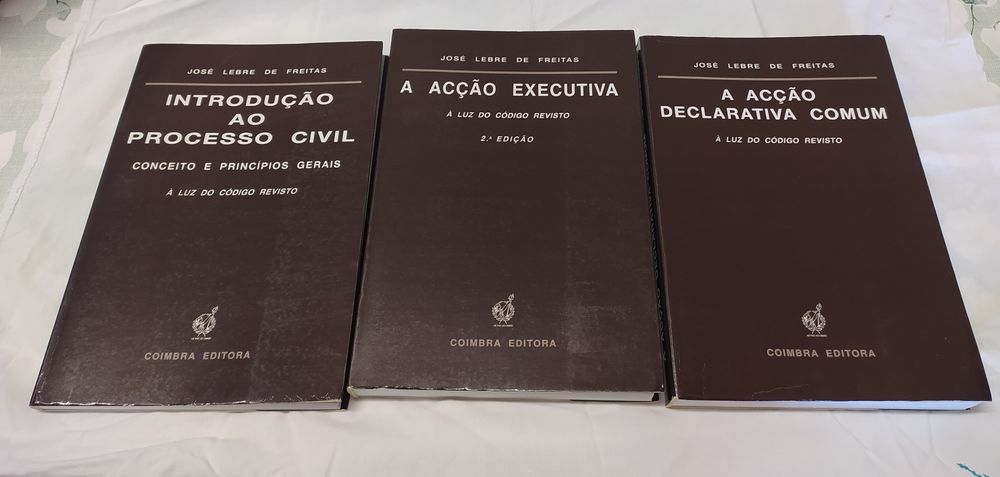 JOSÉ LEBRE DE FREITAS
INTRODUÇÃO
AO
PROCESSO CIVIL
CONCEITO E PRINCÍPIOS GERAIS
À LUZ DO CÓDIGO REVISTO
COIMBRA EDITORA
JOSÉ LEBRE DE FREITAS
A ACÇÃO EXECUTIVA
À LUZ DO CÓDIGO REVISTO
2.ª EDIÇÃO
COIMBRA EDITORA
JOSÉ LEBRE DE FREITAS
A ACÇÃO
DECLARATIVA COMUM
À LUZ DO CÓDIGO REVISTO
COIMBRA EDITORA